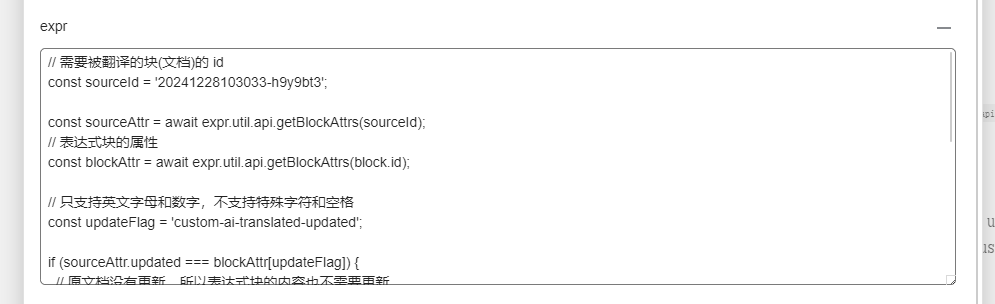 expr
// 需要被翻译的块(文档)的 id
const sourceId = '20241228103033-h9y9bt3';
const sourceAttr = await expr.util.api.getBlockAttrs(sourceId);
// 表达式块的属性
const blockAttr = await expr.util.api.getBlockAttrs(block.id);
// 只支持英文字母和数字，不支持特殊字符和空格
const updateFlag = 'custom-ai-translated-updated';
if (sourceAttr.updated === blockAttr[updateFlag]) {
// 原文档没有更新，所以表达式块的内容也不需要更新
api
u
us